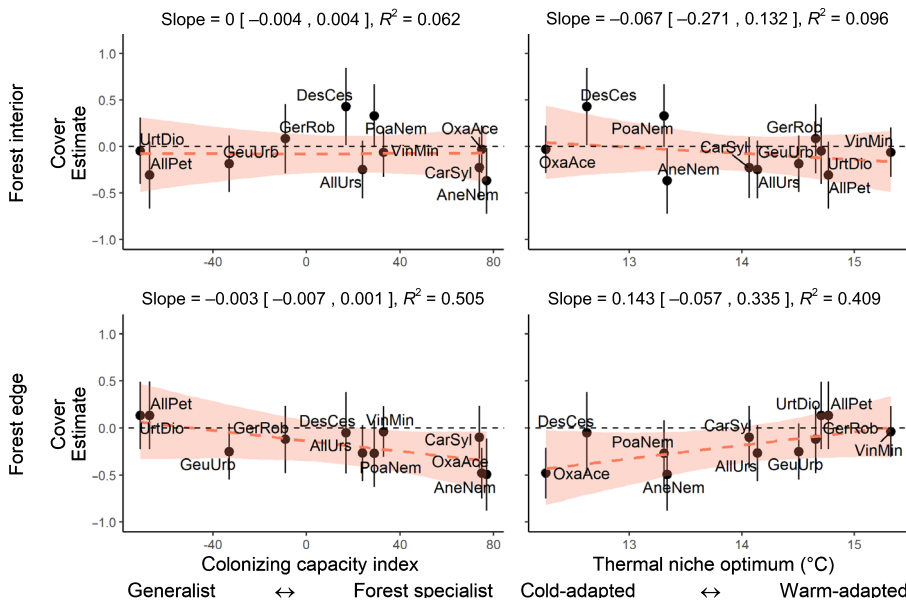 Slope = 0 [ –0.004 , 0.004 ], R² = 0.062
Slope = –0.067 [ –0.271 , 0.132 ], R² = 0.096
Forest interior
Cover
Estimate
1.0
0.5
0.0
−0.5
−1.0
UrtDio
AllPet
GeuUrb
GerRob
DesCes
PoaNem
AllUrs
VinMin
OxaAce
CarSyl
AneNem
-40
0
40
80
OxaAce
DesCes
PoaNem
AneNem
CarSyl
AllUrs
GeuUrb
GerRob
UrtDio
AllPet
VinMin
13
14
15
Slope = –0.003 [ –0.007 , 0.001 ], R² = 0.505
Slope = 0.143 [ –0.057 , 0.335 ], R² = 0.409
Forest edge
Cover
Estimate
1.0
0.5
0.0
−0.5
−1.0
AllPet
UrtDio
GeuUrb
GerRob
DesCes
AllUrs
VinMin
PoaNem
CarSyl
OxaAce
AneNem
-40
0
40
80
DesCes
OxaAce
PoaNem
AneNem
CarSyl
AllUrs
GeuUrb
UrtDio
AllPet
GerRob
VinMin
13
14
15
Colonizing capacity index
Thermal niche optimum (°C)
Generalist ↔ Forest specialist
Cold-adapted ↔ Warm-adapted